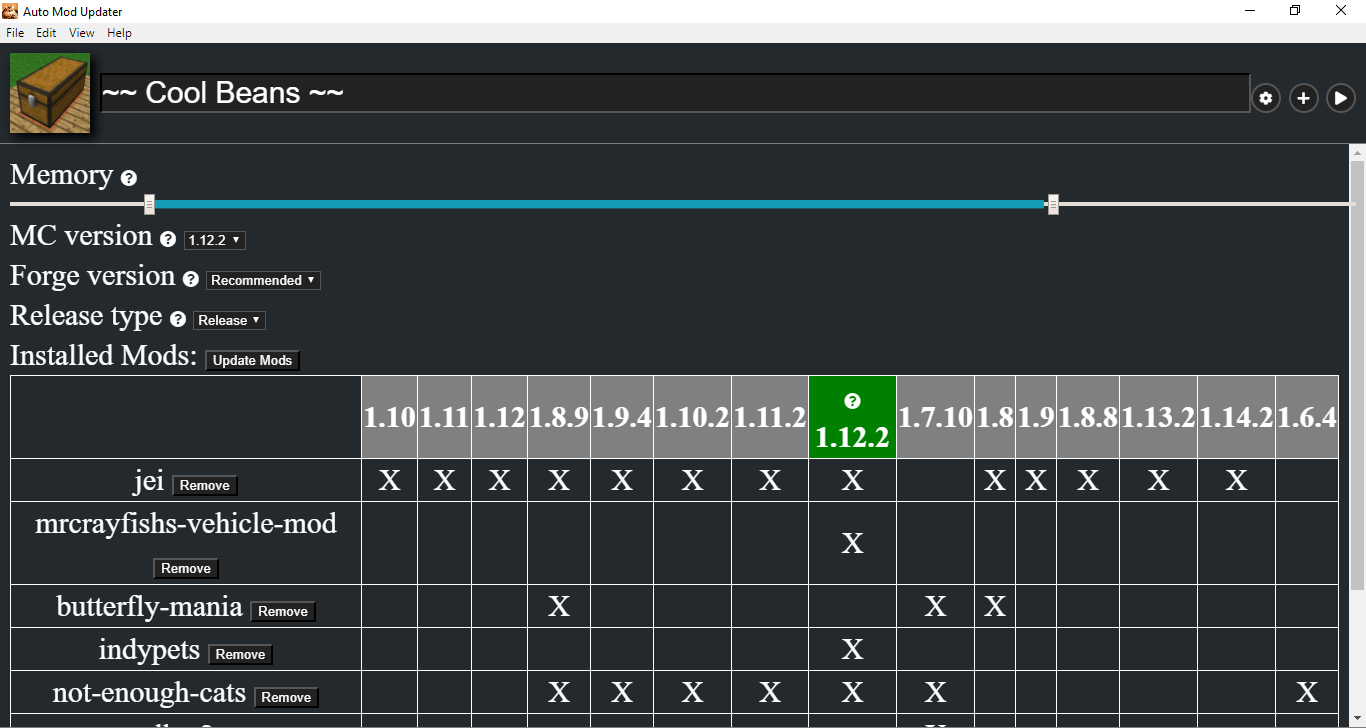 Auto Mod Updater
File Edit View Help
~~ Cool Beans ~~
Memory ?
MC version ? 1.12.2
Forge version ? Recommended
Release type ? Release
Installed Mods: Update Mods
?
1.10 1.11 1.12 1.8.9 1.9.4 1.10.2 1.11.2 1.12.2 1.7.10 1.8 1.9 1.8.8 1.13.2 1.14.2 1.6.4
jei Remove X X X X X X X X X X X X X
mrcrayfishs-vehicle-mod
Remove X
butterfly-mania Remove X X X
indypets Remove X
not-enough-cats Remove X X X X X X X